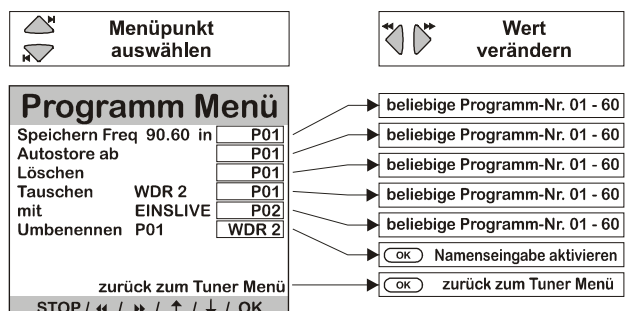 Menüpunkt
auswählen
Wert
verändern
Programm Menü
Speichern Freq 90.60 in P01
Autostore ab P01
Löschen P01
Tauschen WDR 2 P01
mit EINSLIVE P02
Umbenennen P01 WDR 2
zurück zum Tuner Menü
STOP / ◄◄ / ►► / ↑ / ↓ / OK
beliebige Programm-Nr. 01 - 60
beliebige Programm-Nr. 01 - 60
beliebige Programm-Nr. 01 - 60
beliebige Programm-Nr. 01 - 60
beliebige Programm-Nr. 01 - 60
OK Namenseingabe aktivieren
OK zurück zum Tuner Menü